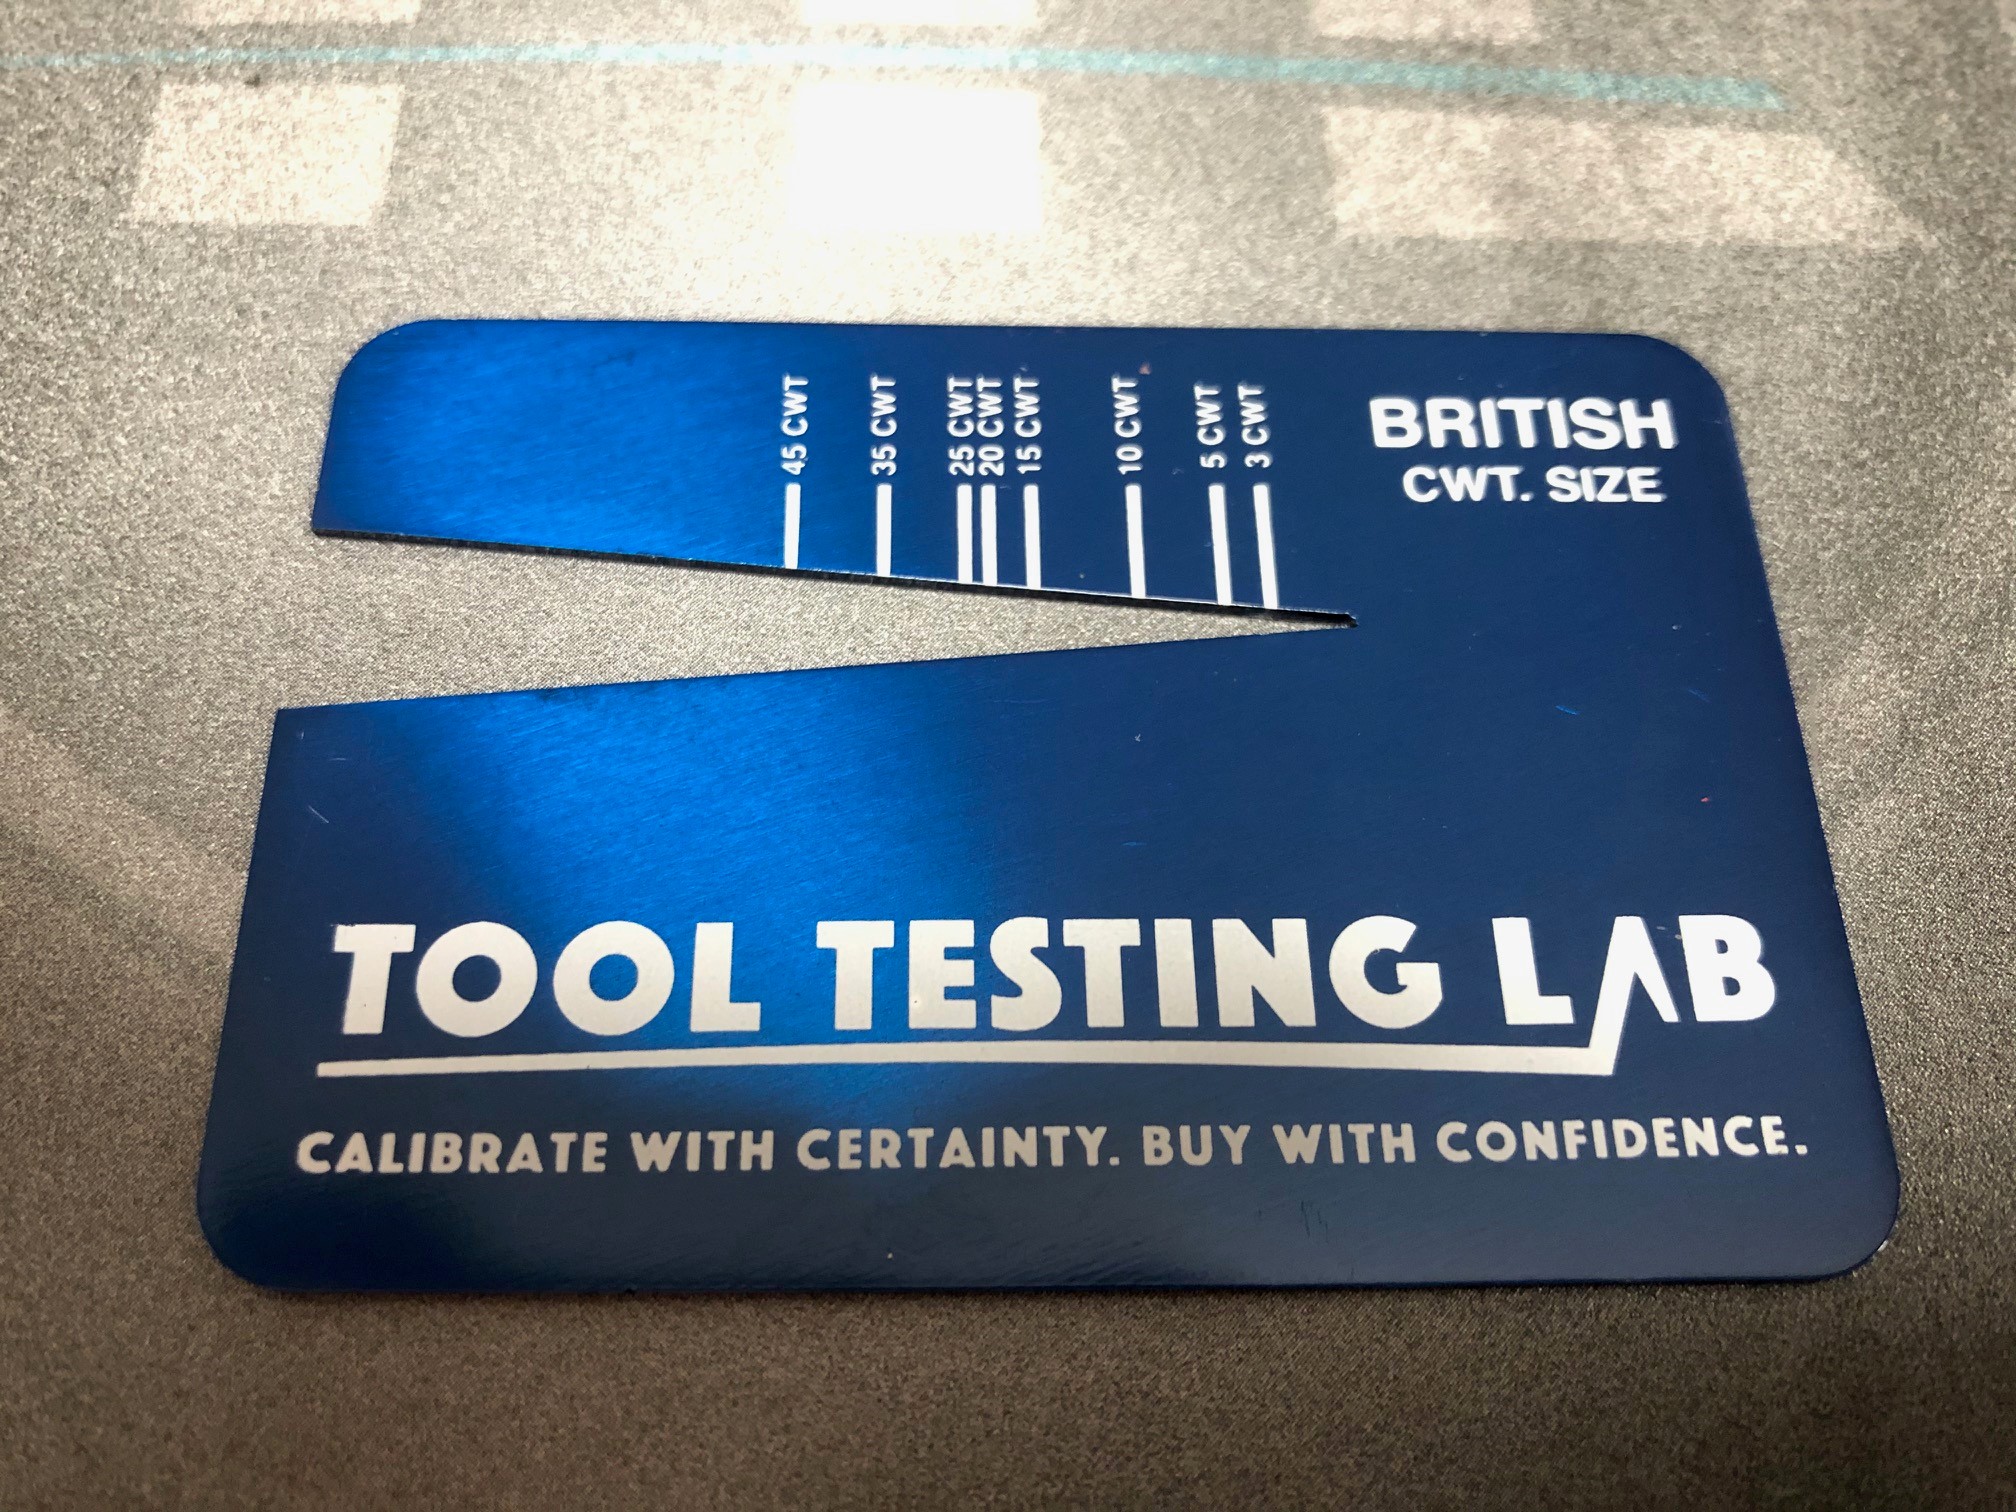 45 CWT
35 CWT
25 CWT
20 CWT
15 CWT
10 CWT
5 CWT
3 CWT
BRITISH
CWT. SIZE
TOOL TESTING LAB
CALIBRATE WITH CERTAINTY. BUY WITH CONFIDENCE.